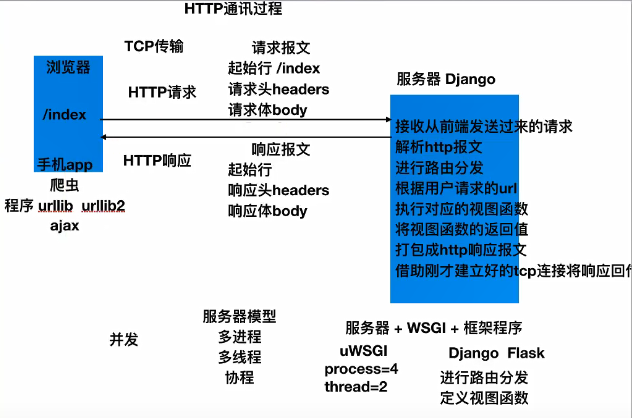 HTTP通讯过程
TCP传输
请求报文
浏览器
起始行 /index
服务器 Django
HTTP请求
请求头headers
/index
请求体body
接收从前端发送过来的请求
解析http报文
HTTP响应
响应报文
手机app
起始行
进行路由分发
爬虫
响应头headers
根据用户请求的url
程序 urllib urllib2
响应体body
执行对应的视图函数
ajax
将视图函数的返回值
打包成http响应报文
借助刚才建立好的tcp连接将响应回
服务器模型
服务器 + WSGI + 框架程序
并发
多进程
uWSGI
Django Flask
多线程
process=4
进行路由分发
协程
thread=2
定义视图函数